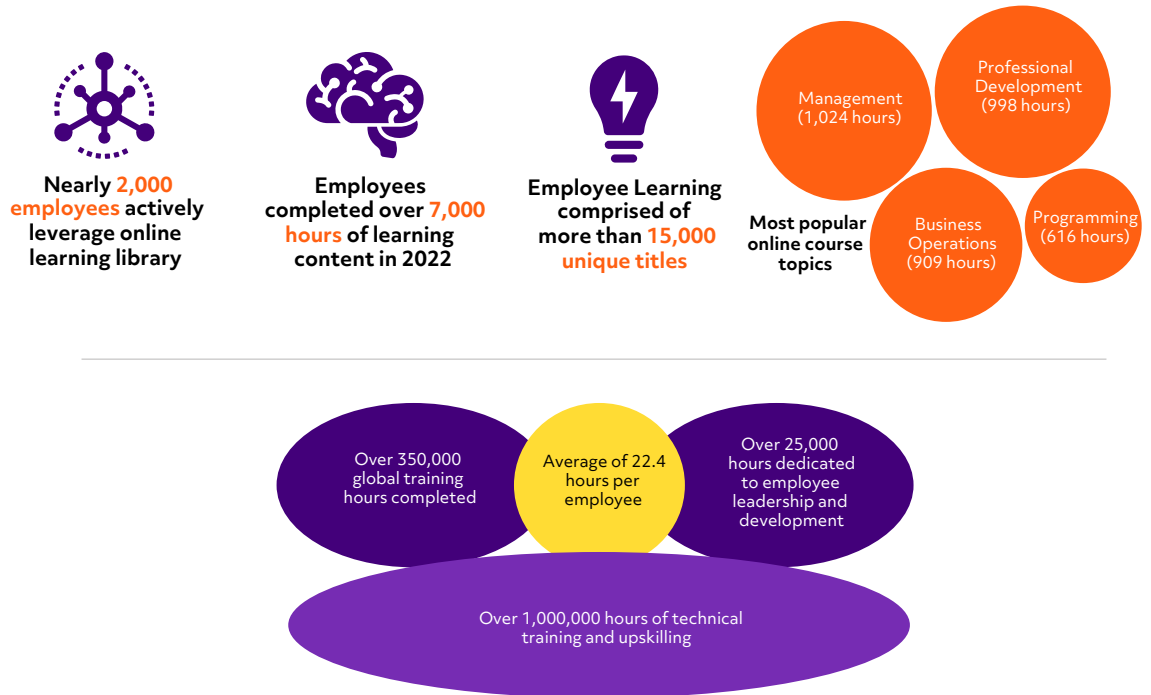 Nearly 2,000
employees actively
leverage online
learning library
Employees
completed over 7,000
hours of learning
content in 2022
Employee Learning
comprised of
more than 15,000
unique titles
Most popular
online course
topics
Management
(1,024 hours)
Professional
Development
(998 hours)
Business
Operations
(909 hours)
Programming
(616 hours)
Over 350,000
global training
hours completed
Average of 22.4
hours per
employee
Over 25,000
hours dedicated
to employee
leadership and
development
Over 1,000,000 hours of technical
training and upskilling